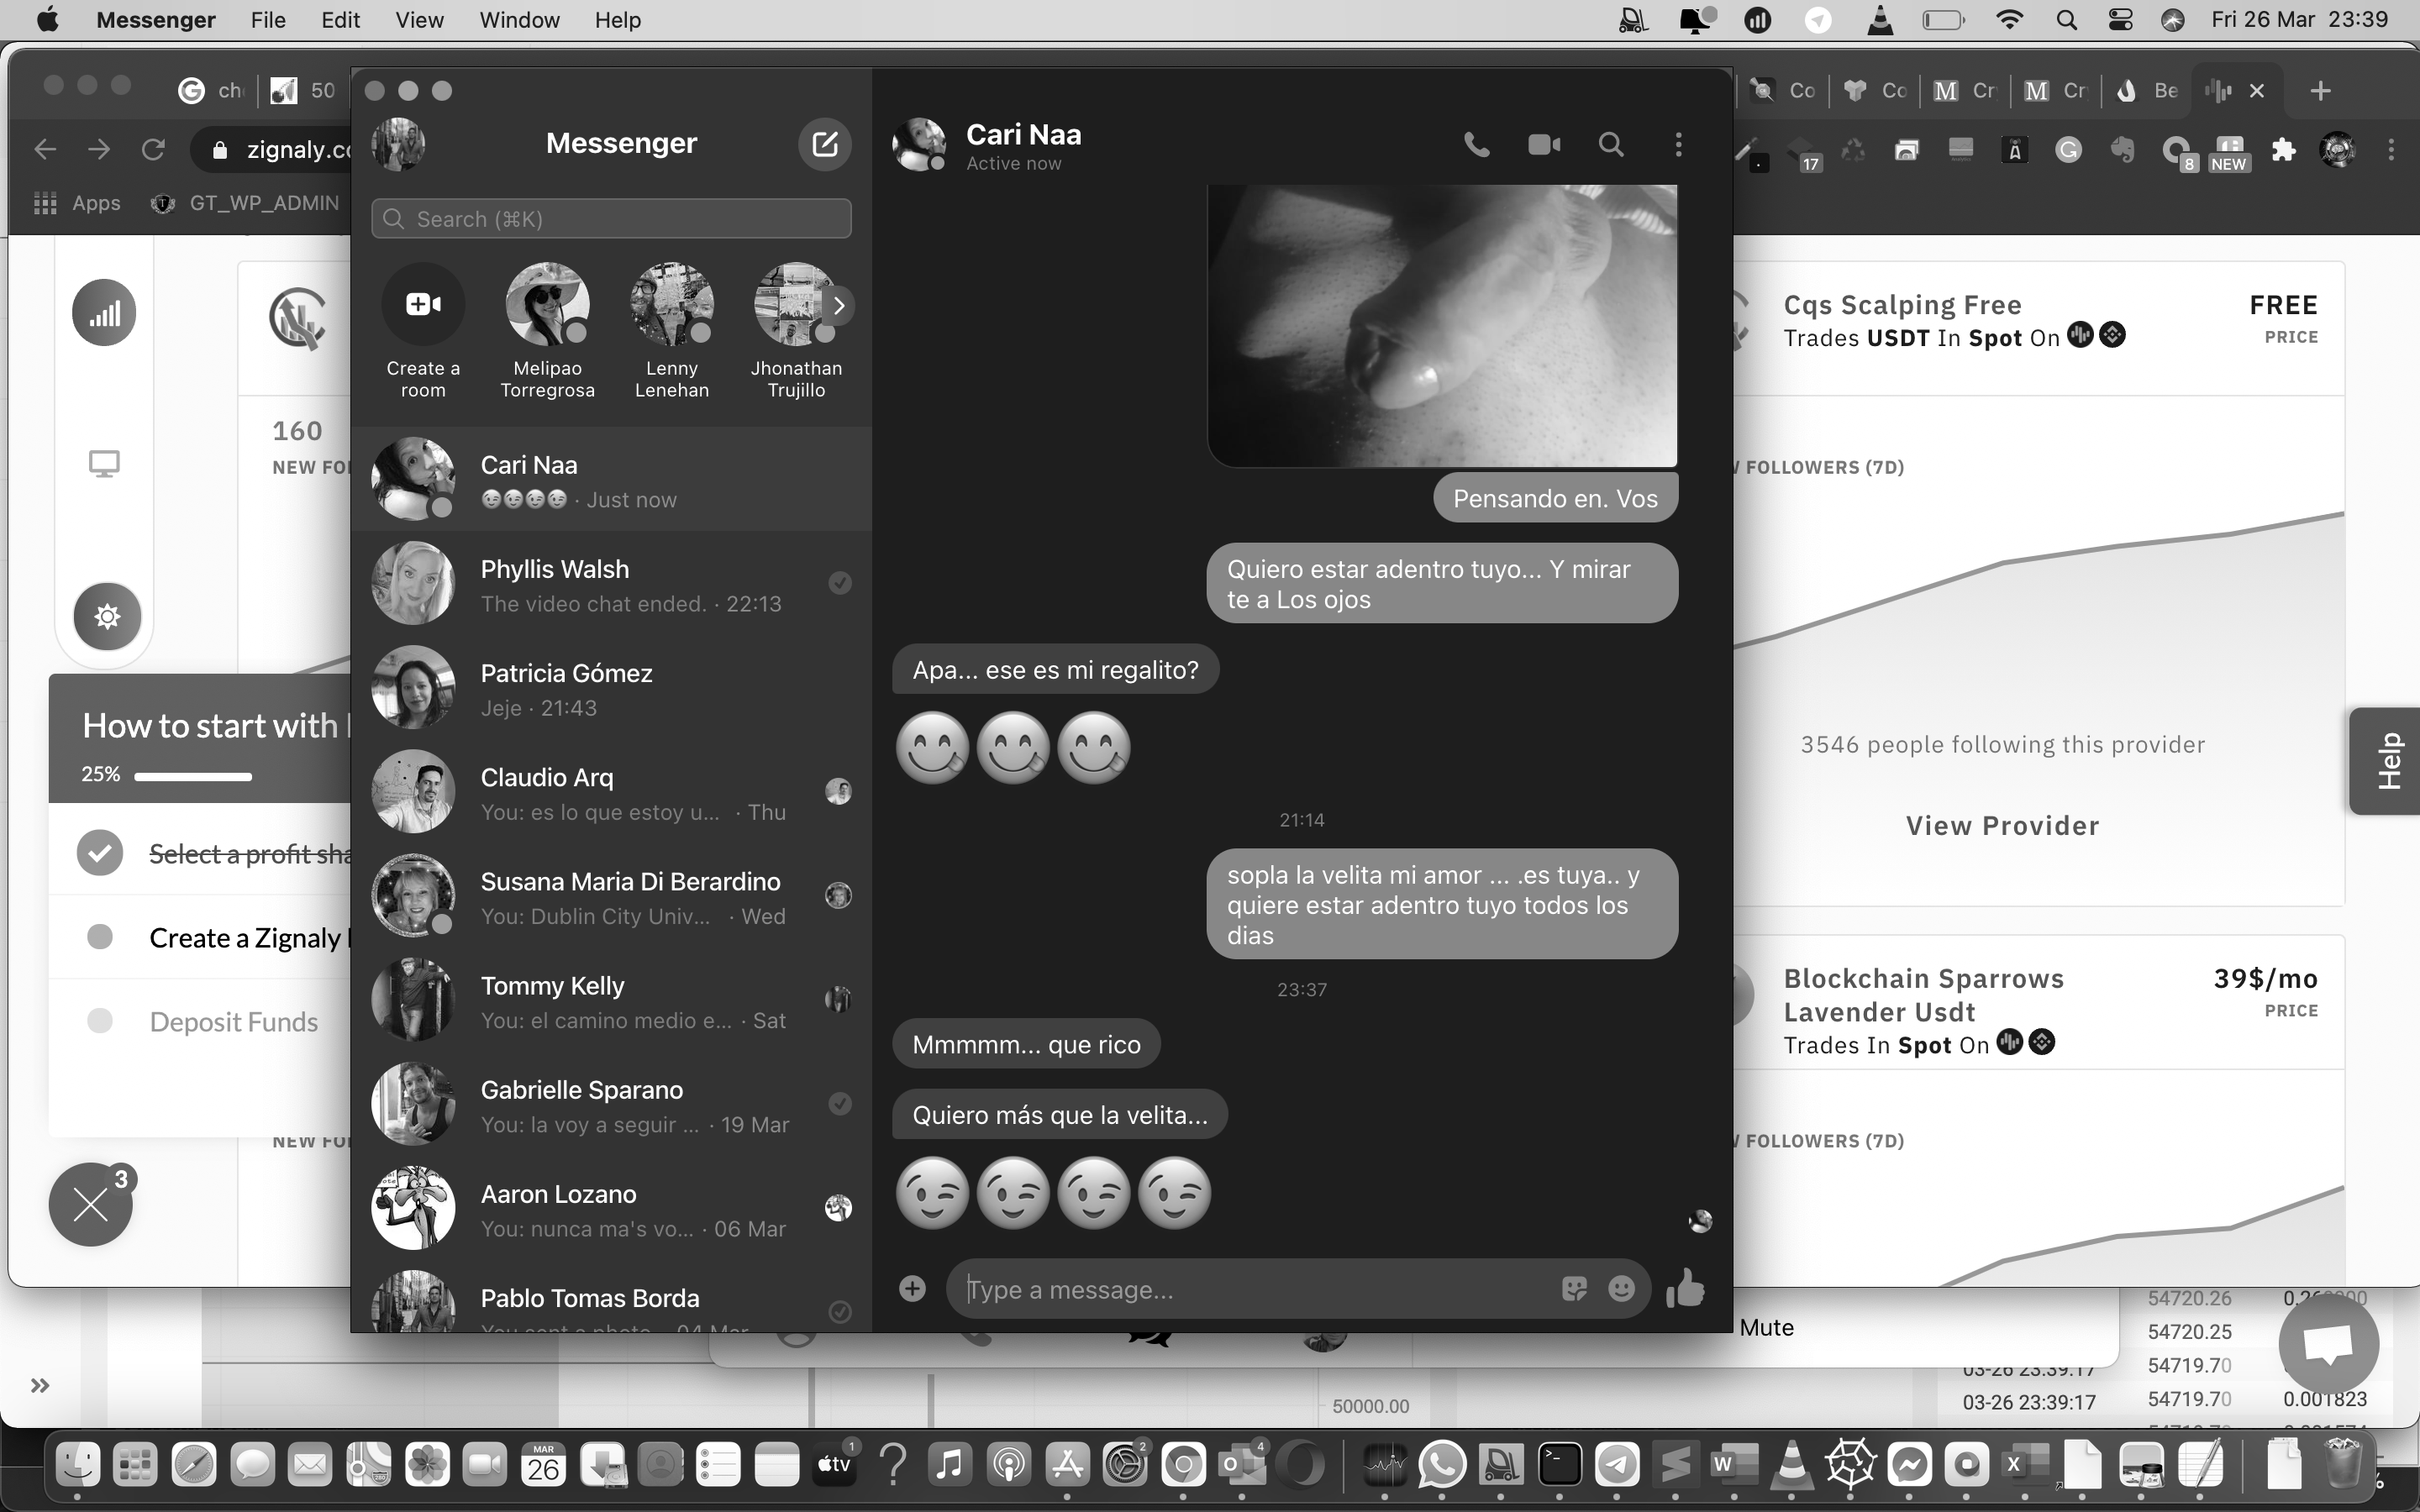 Messenger File Edit View Window Help
Fri 26 Mar 23:39
ch
50
Co
Co
Cr
Cr
Be
zignaly.co
17
8
NEW
Apps
GT_WP_ADMIN
160
NEW FO
How to start with
25%
Select a profit sha
Create a Zignaly
Deposit Funds
NEW FO
3
Messenger
Search (⌘K)
Create a
room
Melipao
Torregrosa
Lenny
Lenehan
Jhonathan
Trujillo
Cari Naa
😉😉😉😉 · Just now
Phyllis Walsh
The video chat ended. · 22:13
Patricia Gómez
Jeje · 21:43
Claudio Arq
You: es lo que estoy u... · Thu
Susana Maria Di Berardino
You: Dublin City Univ... · Wed
Tommy Kelly
You: el camino medio e... · Sat
Gabrielle Sparano
You: la voy a seguir ... · 19 Mar
Aaron Lozano
You: nunca ma's vo... · 06 Mar
Pablo Tomas Borda
You sent a photo. · 04 Mar
Cari Naa
Active now
Pensando en. Vos
Quiero estar adentro tuyo... Y mirar
te a Los ojos
Apa... ese es mi regalito?
😋😋😋
21:14
sopla la velita mi amor ... .es tuya.. y
quiere estar adentro tuyo todos los
dias
23:37
Mmmmm... que rico
Quiero más que la velita...
😉😉😉😉
Type a message...
Cqs Scalping Free
FREE
Trades USDT In Spot On
PRICE
FOLLOWERS (7D)
3546 people following this provider
View Provider
Help
Blockchain Sparrows
Lavender Usdt
39$/mo
PRICE
Trades In Spot On
FOLLOWERS (7D)
Mute
54720.26
54720.25
03-26 23:39:17 54719.70
03-26 23:39:17 54719.70 0.001823
50000.00
MAR
26
tv
1
2
4